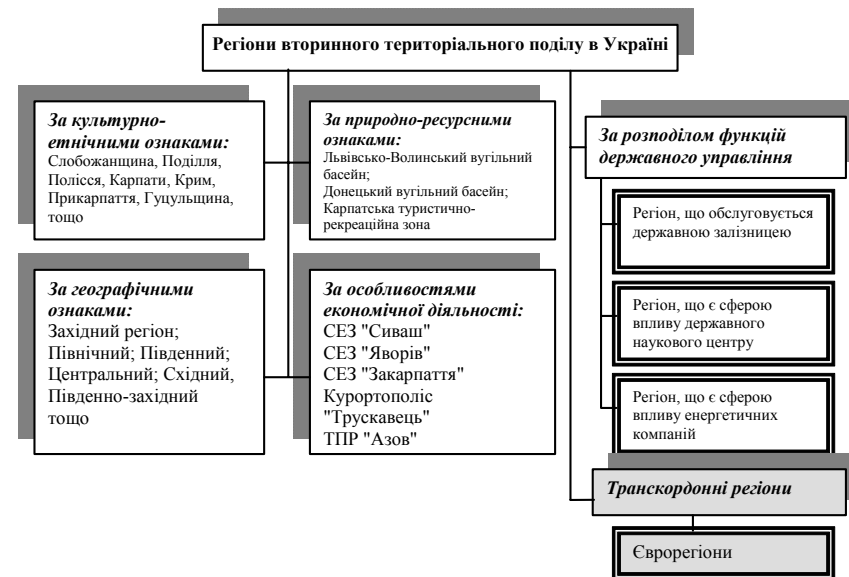 Регіони вторинного територіального поділу в Україні
За культурно-
етнічними ознаками:
Слобожанщина, Поділля,
Полісся, Карпати, Крим,
Прикарпаття, Гуцульщина,
тощо
За природно-ресурсними
ознаками:
Львівсько-Волинський вугільний
басейн;
Донецький вугільний басейн;
Карпатська туристично-
рекреаційна зона
За розподілом функцій
державного управління
Регіон, що обслуговується
державною залізницею
Регіон, що є сферою
впливу державного
наукового центру
Регіон, що є сферою
впливу енергетичних
компаній
За географічними
ознаками:
Західний регіон;
Північний; Південний;
Центральний; Східний,
Південно-західний
тощо
За особливостями
економічної діяльності:
СЕЗ "Сиваш"
СЕЗ "Яворів"
СЕЗ "Закарпаття"
Курортополіс
"Трускавець"
ТПР "Азов"
Транскордонні регіони
Єврорегіони